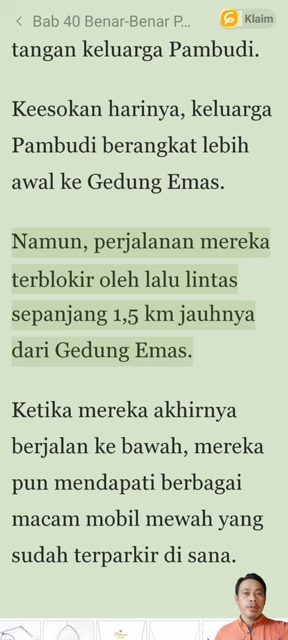 Bab 40 Benar-Benar P...
Klaim
tangan keluarga Pambudi.
Keesokan harinya, keluarga
Pambudi berangkat lebih
awal ke Gedung Emas.
Namun, perjalanan mereka
terblokir oleh lalu lintas
sepanjang 1,5 km jauhnya
dari Gedung Emas.
Ketika mereka akhirnya
berjalan ke bawah, mereka
pun mendapati berbagai
macam mobil mewah yang
sudah terparkir di sana.